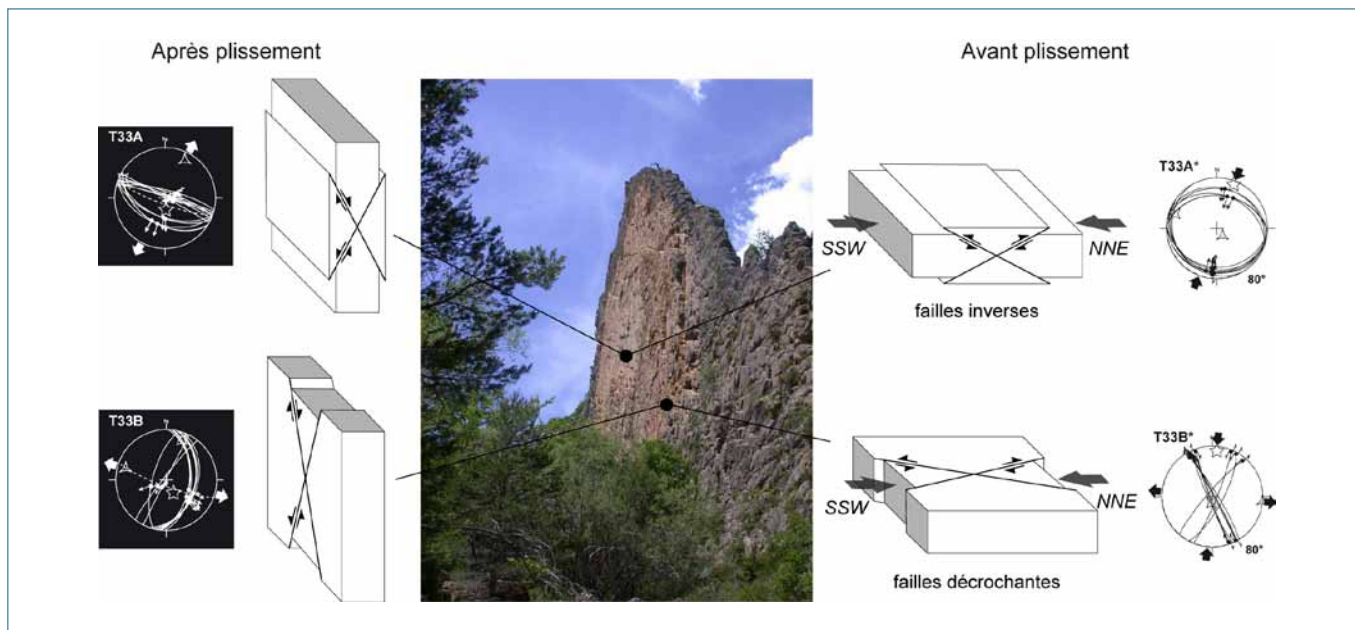 Après plissement
Avant plissement
T33A
N
T33A*
N
SSW
NNE
80°
failles inverses
T33B
N
T33B*
N
SSW
NNE
80°
failles décrochantes